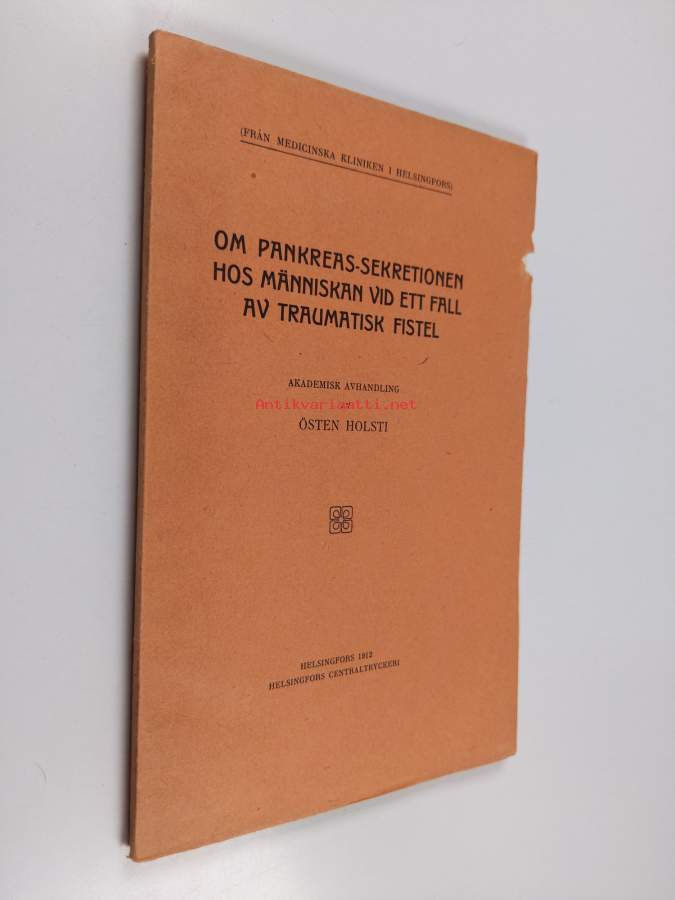 (FRÅN MEDICINSKA KLINIKEN I HELSINGFORS)
OM PANKREAS-SEKRETIONEN
HOS MÄNNISKAN VID ETT FALL
AV TRAUMATISK FISTEL
AKADEMISK AVHANDLING
Antikvariaatti.net
ÖSTEN HOLSTI
HELSINGFORS 1912
HELSINGFORS CENTRALTRYCKERI